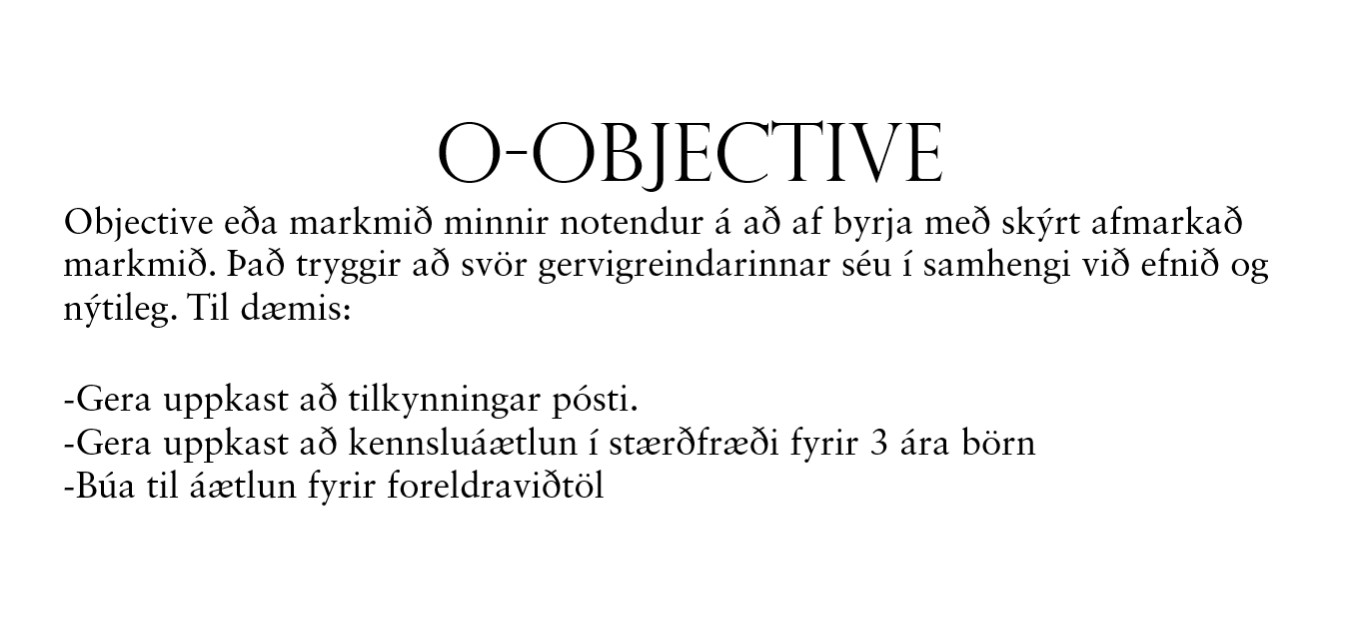 O-OBJECTIVE
Objective eða markmið minnir notendur á að af byrja með skýrt afmarkað
markmið. Það tryggir að svör gervigreindarinnar séu í samhengi við efnið og
nýtileg. Til dæmis:
-Gera uppkast að tilkynningar pósti.
-Gera uppkast að kennsluáætlun í stærðfræði fyrir 3 ára börn
-Búa til áætlun fyrir foreldraviðtöl